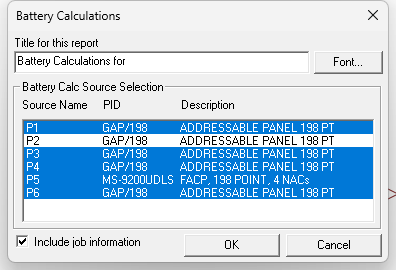 Battery Calculations
Title for this report
Battery Calculations for
Font...
Battery Calc Source Selection
Source Name PID Description
P1 GAP/198 ADDRESSABLE PANEL 198 PT
P2 GAP/198 ADDRESSABLE PANEL 198 PT
P3 GAP/198 ADDRESSABLE PANEL 198 PT
P4 GAP/198 ADDRESSABLE PANEL 198 PT
P5 MS-9200UDLS FACP, 198 POINT, 4 NACs
P6 GAP/198 ADDRESSABLE PANEL 198 PT
Include job information
OK
Cancel